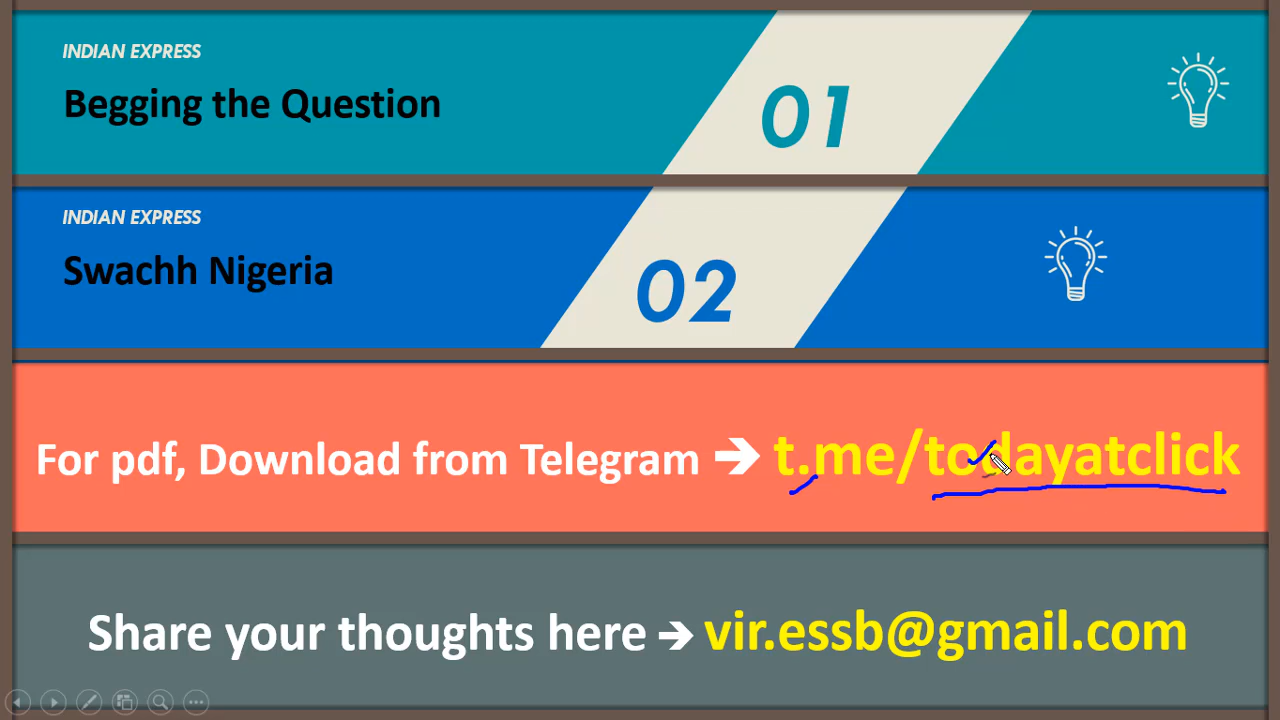 INDIAN EXPRESS
Begging the Question
01
INDIAN EXPRESS
Swachh Nigeria
02
For pdf, Download from Telegram ➔ t.me/todayatclick
Share your thoughts here ➔ vir.essb@gmail.com